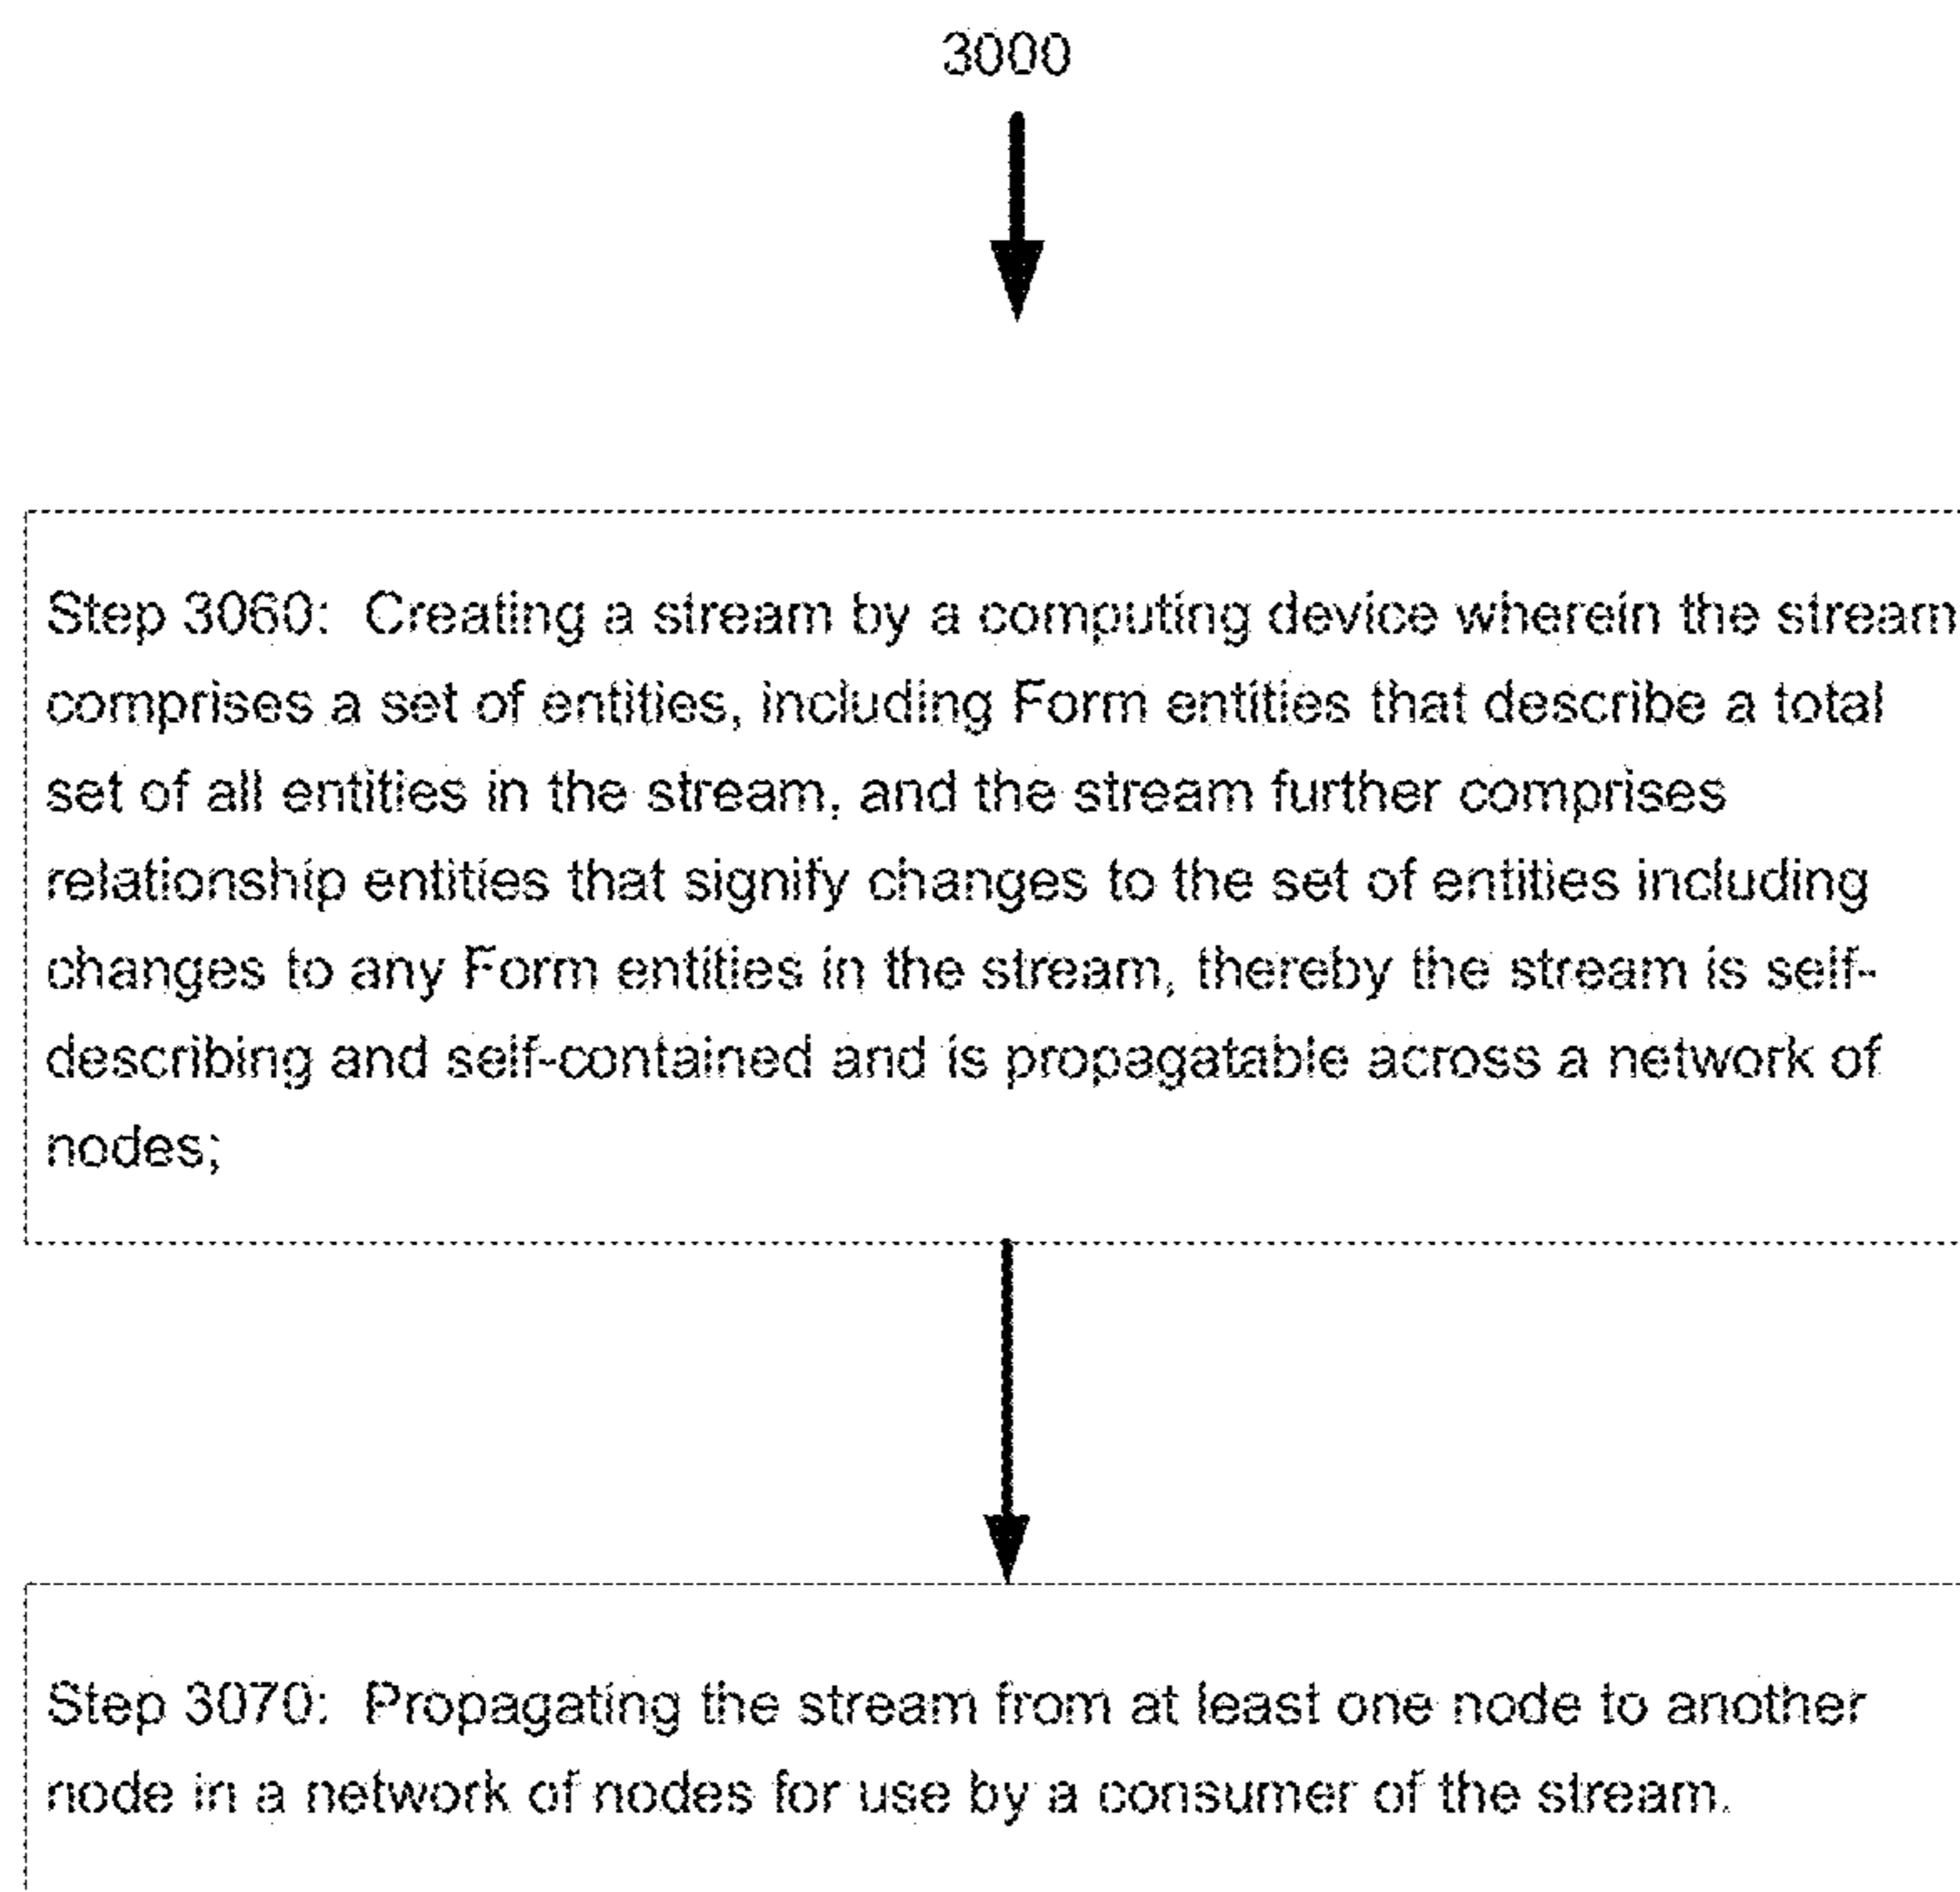 3000
Step 3060: Creating a stream by a computing device wherein the stream
comprises a set of entities, including Form entities that describe a total
set of all entities in the stream, and the stream further comprises
relationship entities that signify changes to the set of entities including
changes to any Form entities in the stream, thereby the stream is self-
describing and self-contained and is propagatable across a network of
nodes;
Step 3070: Propagating the stream from at least one node to another
node in a network of nodes for use by a consumer of the stream.